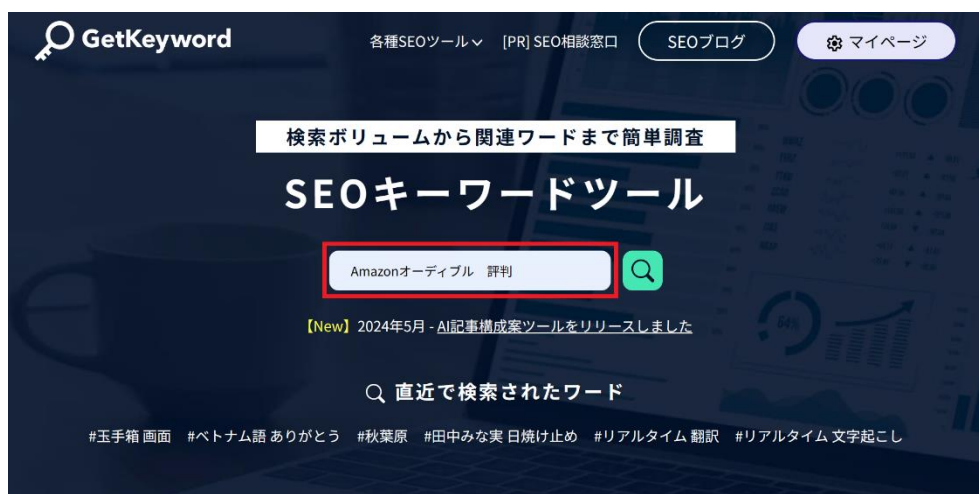 GetKeyword 各種SEOツール [PR] SEO相談窓口 SEOブログ マイページ
検索ボリュームから関連ワードまで簡単調査
SEOキーワードツール
Amazonオーディブル 評判
【New】2024年5月 - AI記事構成案ツールをリリースしました
直近で検索されたワード
#玉手箱 画面 #ベトナム語 ありがとう #秋葉原 #田中みな実 日焼け止め #リアルタイム 翻訳 #リアルタイム 文字起こし
64%